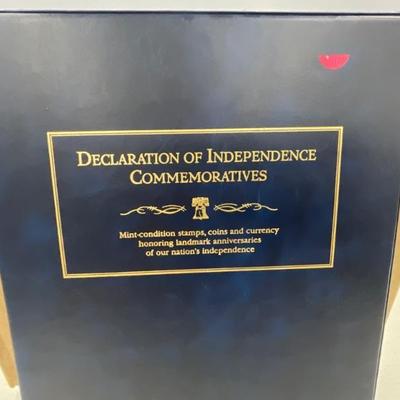 DECLARATION OF INDEPENDENCE
COMMEMORATIVES
Mint-condition stamps, coins and currency
honoring landmark anniversaries
of our nation's independence